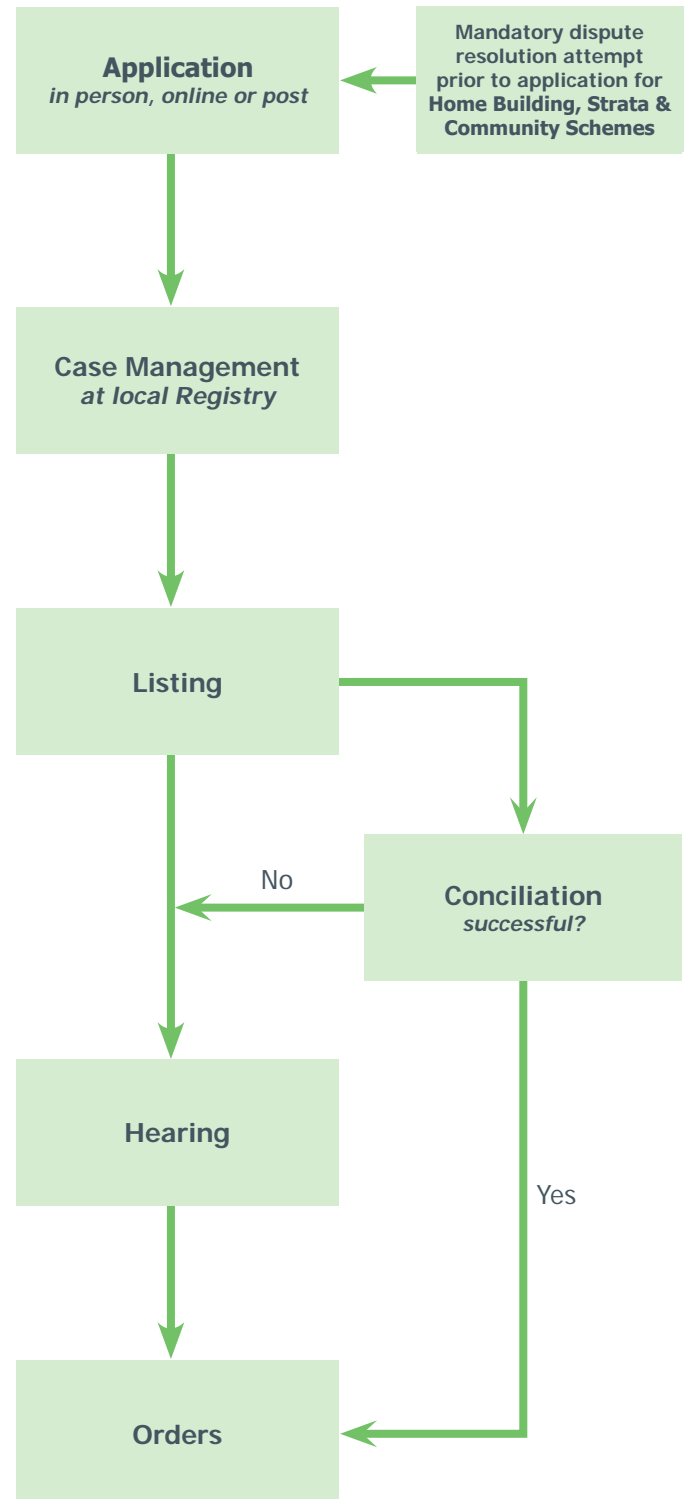 Application
in person, online or post
Mandatory dispute
resolution attempt
prior to application for
Home Building, Strata &
Community Schemes
Case Management
at local Registry
Listing
No
Conciliation
successful?
Hearing
Yes
Orders